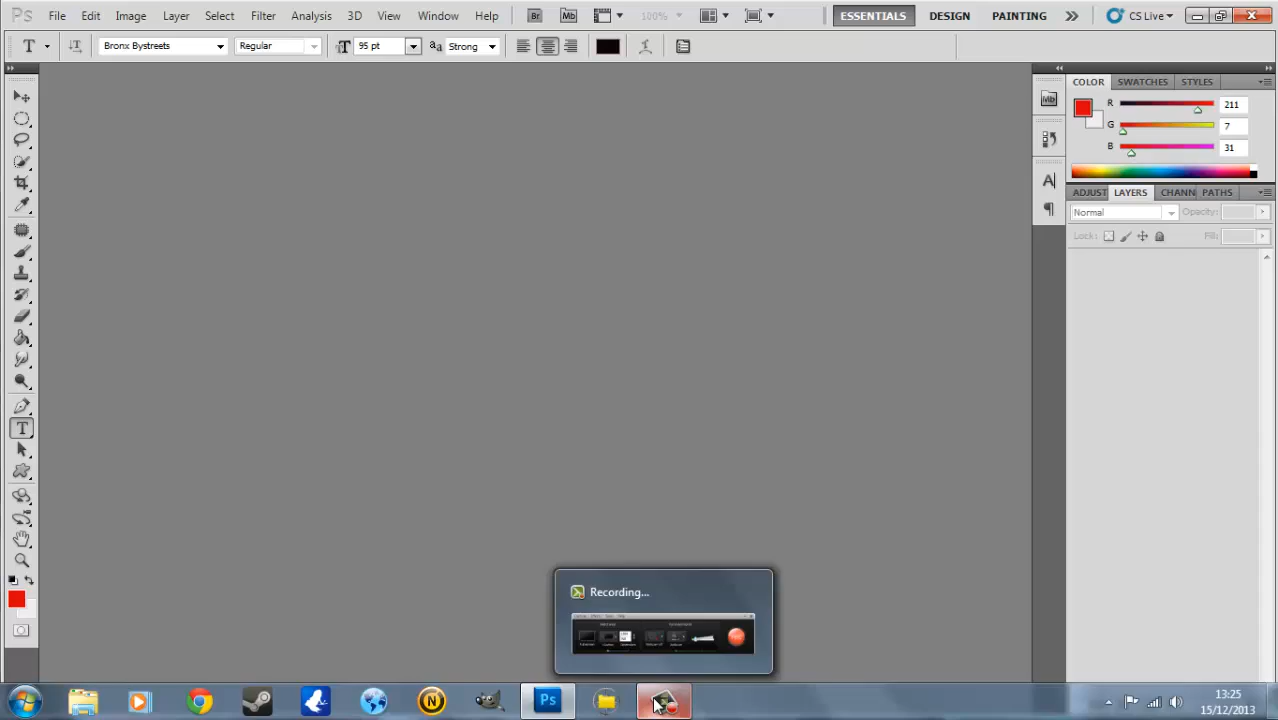 Ps File Edit Image Layer Select Filter Analysis 3D View Window Help Br Mb 100% ESSENTIALS DESIGN PAINTING CS Live
T Bronx Bystreets Regular T 95 pt aa Strong
COLOR SWATCHES STYLES
Mb
R 211
G 7
B 31
A
ADJUST LAYERS CHANN PATHS
Normal Opacity:
Lock: Fill:
T
Recording...
Ps
13:25
15/12/2013